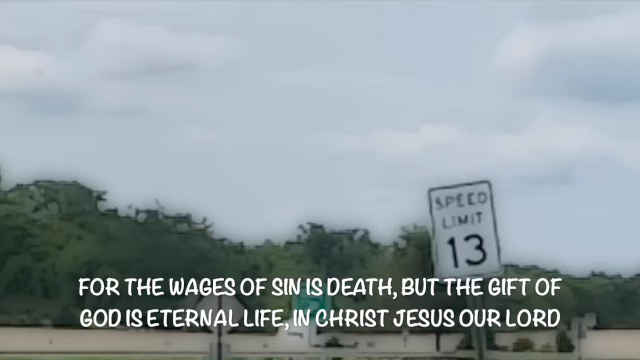 SPEED
LIMIT
13
FOR THE WAGES OF SIN IS DEATH, BUT THE GIFT OF
GOD IS ETERNAL LIFE, IN CHRIST JESUS OUR LORD